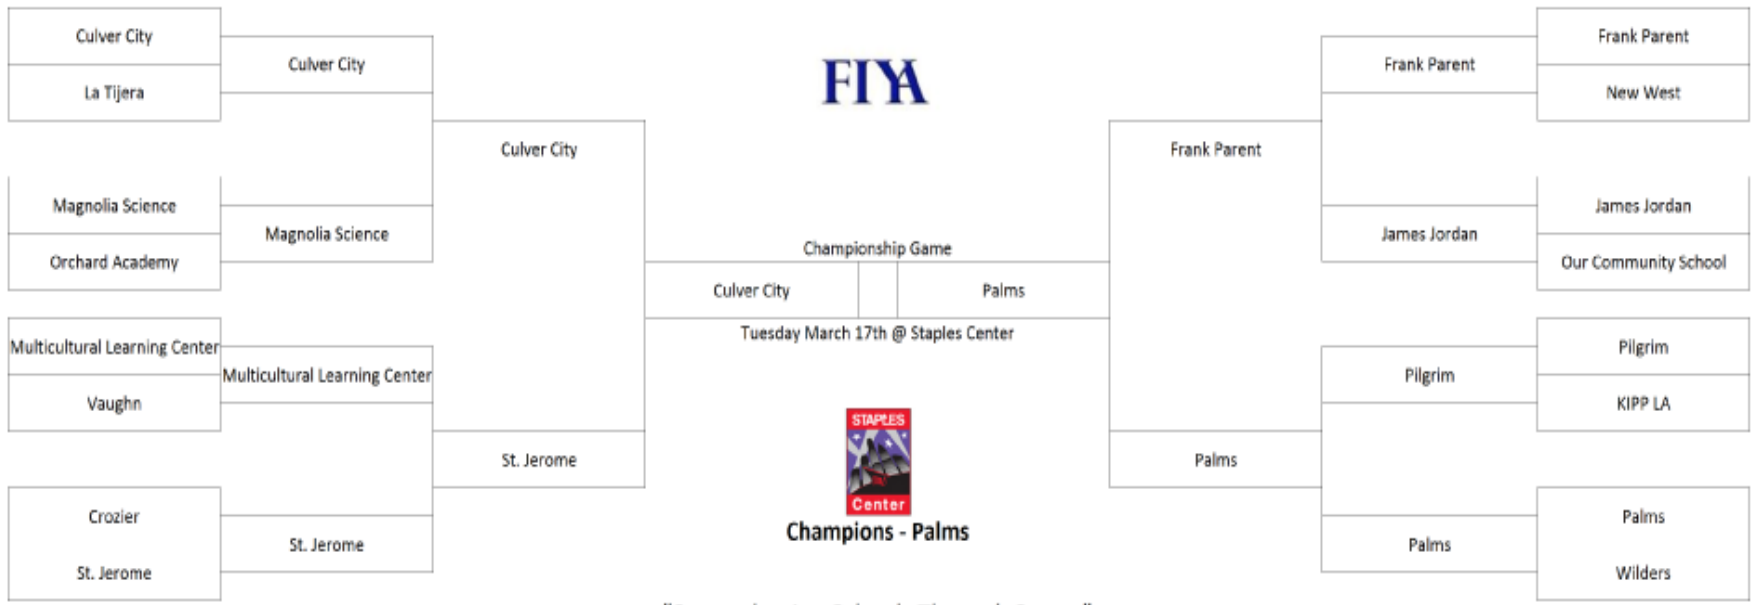 Culver City
La Tijera
Culver City
Magnolia Science
Orchard Academy
Magnolia Science
Culver City
Multicultural Learning Center
Vaughn
Multicultural Learning Center
Crozier
St. Jerome
St. Jerome
St. Jerome
FIYA
Championship Game
Culver City
Palms
Tuesday March 17th @ Staples Center
STAPLES
Center
Champions - Palms
Frank Parent
Frank Parent
New West
Frank Parent
James Jordan
James Jordan
Our Community School
Palms
Pilgrim
Pilgrim
KIPP LA
Palms
Palms
Wilders